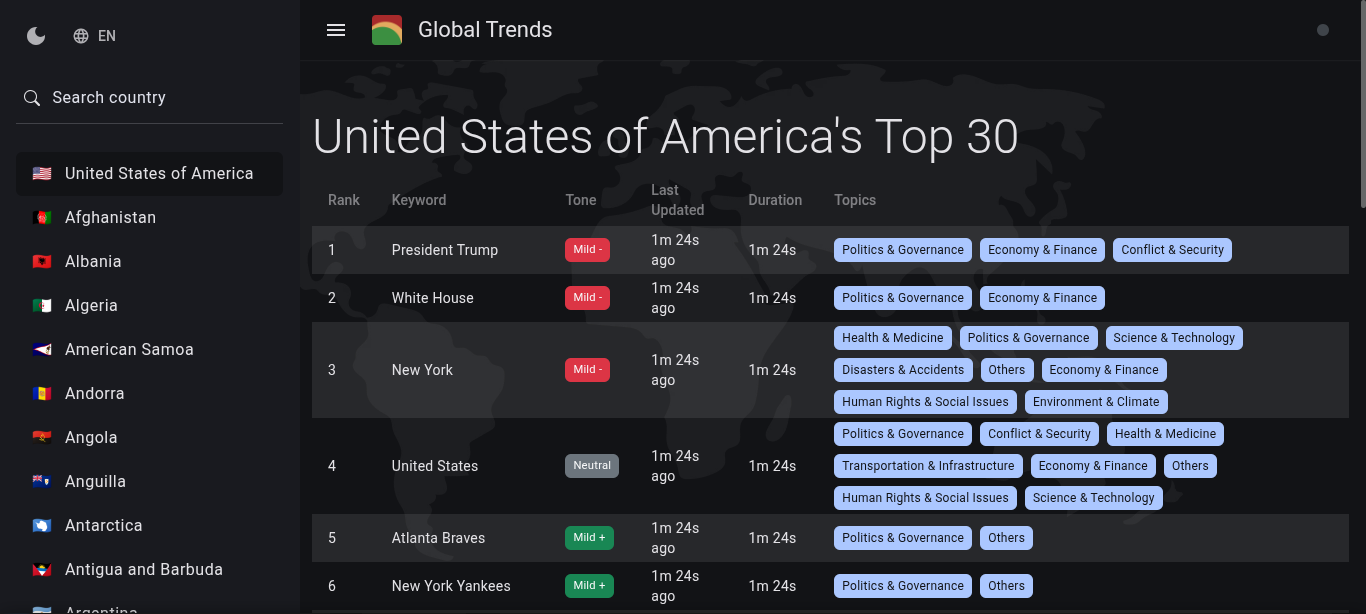 EN
Search country
United States of America
Afghanistan
Albania
Algeria
American Samoa
Andorra
Angola
Anguilla
Antarctica
Antigua and Barbuda
Argentina
Global Trends
United States of America's Top 30
Rank Keyword Tone Last Updated Duration Topics
1 President Trump Mild - 1m 24s ago 1m 24s Politics & Governance Economy & Finance Conflict & Security
2 White House Mild - 1m 24s ago 1m 24s Politics & Governance Economy & Finance
3 New York Mild - 1m 24s ago 1m 24s Health & Medicine Politics & Governance Science & Technology
Disasters & Accidents Others Economy & Finance
Human Rights & Social Issues Environment & Climate
4 United States Neutral 1m 24s ago 1m 24s Politics & Governance Conflict & Security Health & Medicine
Transportation & Infrastructure Economy & Finance Others
Human Rights & Social Issues Science & Technology
5 Atlanta Braves Mild + 1m 24s ago 1m 24s Politics & Governance Others
6 New York Yankees Mild + 1m 24s ago 1m 24s Politics & Governance Others